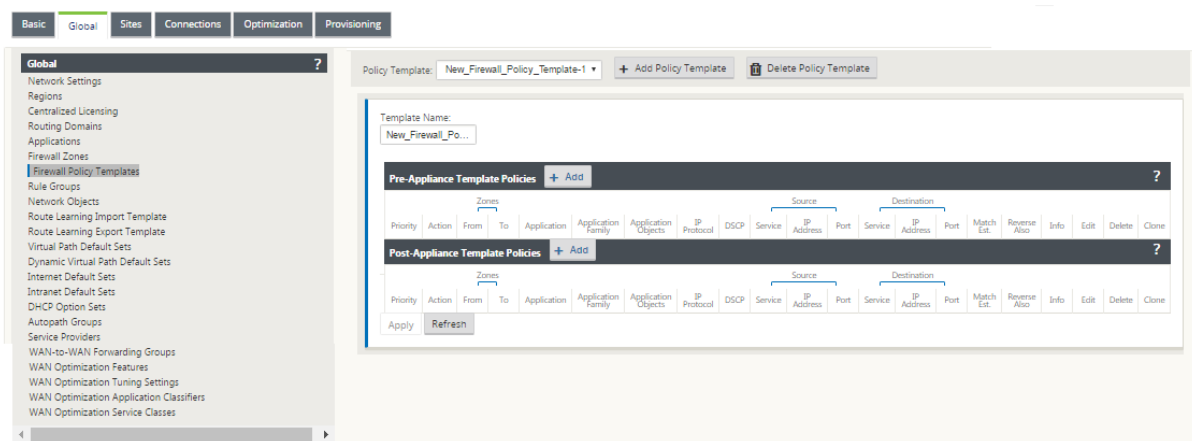 Basic Global Sites Connections Optimization Provisioning
Global ?
Network Settings
Regions
Centralized Licensing
Routing Domains
Applications
Firewall Zones
Firewall Policy Templates
Rule Groups
Network Objects
Route Learning Import Template
Route Learning Export Template
Virtual Path Default Sets
Dynamic Virtual Path Default Sets
Internet Default Sets
Intranet Default Sets
DHCP Option Sets
Autopath Groups
Service Providers
WAN-to-WAN Forwarding Groups
WAN Optimization Features
WAN Optimization Tuning Settings
WAN Optimization Application Classifiers
WAN Optimization Service Classes
Policy Template: New_Firewall_Policy_Template-1 + Add Policy Template Delete Policy Template
Template Name:
New_Firewall_Po...
Pre-Appliance Template Policies + Add ?
Zones Source Destination
Priority Action From To Application Application Family Application Objects IP Protocol DSCP Service IP Address Port Service IP Address Port Match Est. Reverse Also Info Edit Delete Clone
Post-Appliance Template Policies + Add ?
Zones Source Destination
Priority Action From To Application Application Family Application Objects IP Protocol DSCP Service IP Address Port Service IP Address Port Match Est. Reverse Also Info Edit Delete Clone
Apply Refresh